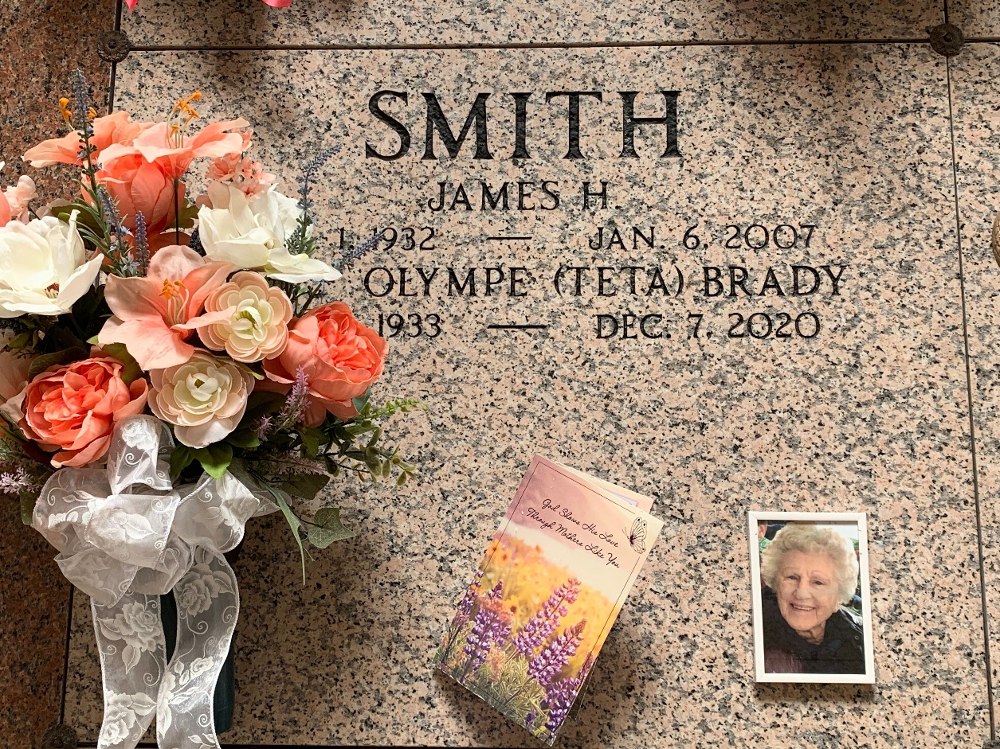 SMITH
JAMES H.
1, 1932 — JAN. 6, 2007
OLYMPE (TETA) BRADY
1933 — DEC. 7, 2020
God Shows His Love
Through Mothers Like You